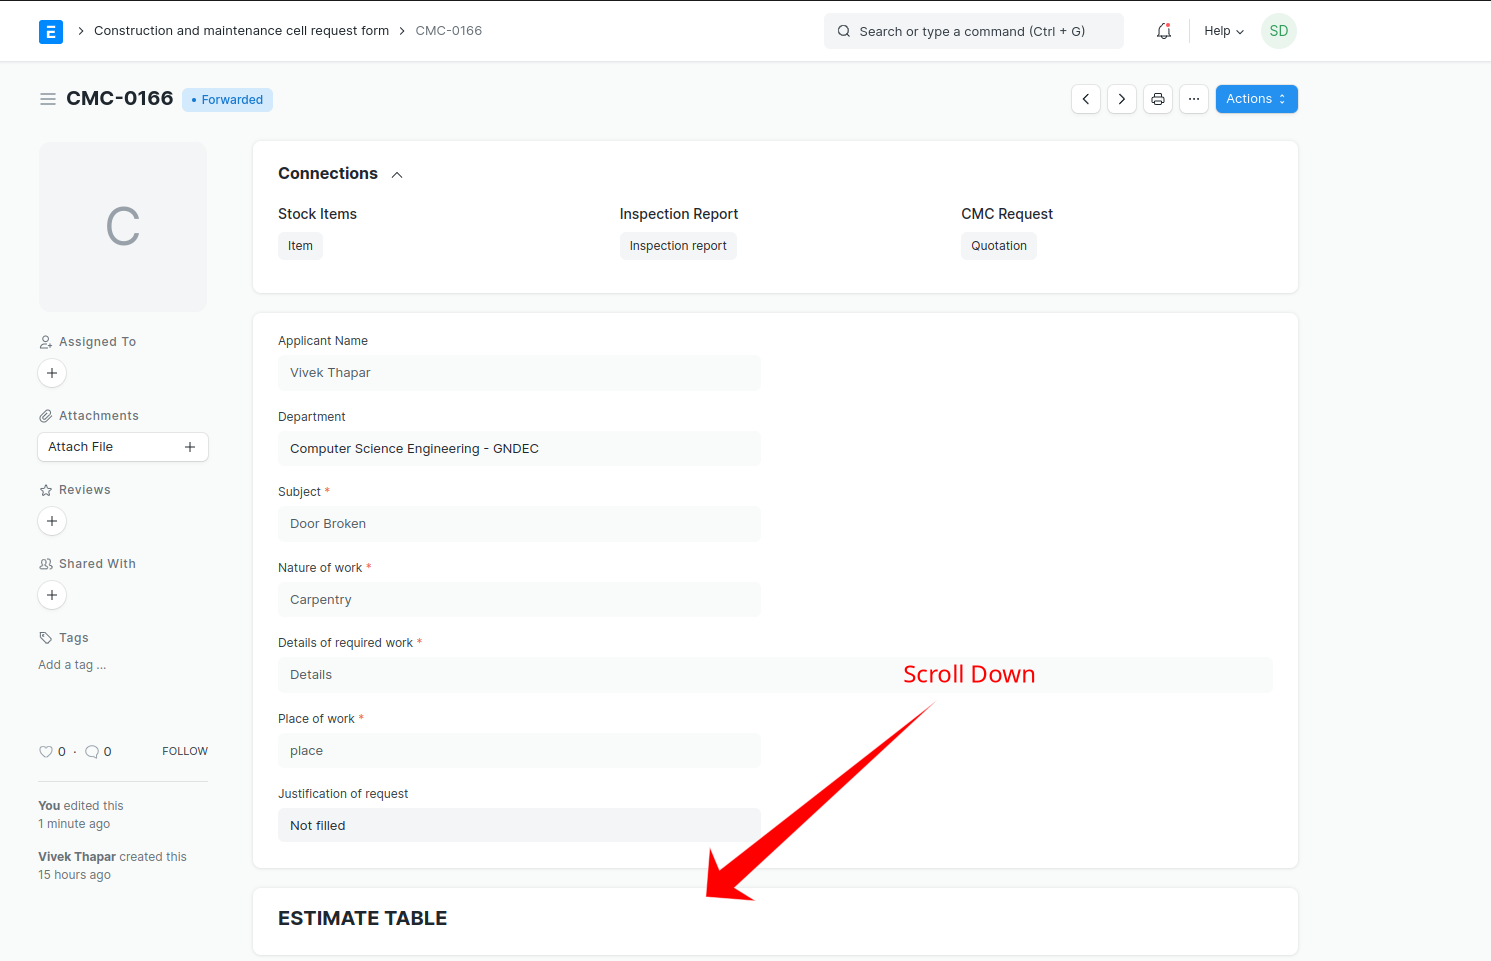 E
Construction and maintenance cell request form
CMC-0166
Search or type a command (Ctrl + G)
Help
SD
CMC-0166
Forwarded
...
Actions
C
Assigned To
Attachments
Attach File
Reviews
Shared With
Tags
Add a tag ...
0 · 0 FOLLOW
You edited this
1 minute ago
Vivek Thapar created this
15 hours ago
Connections
Stock Items
Item
Inspection Report
Inspection report
CMC Request
Quotation
Applicant Name
Vivek Thapar
Department
Computer Science Engineering - GNDEC
Subject *
Door Broken
Nature of work *
Carpentry
Details of required work *
Details
Scroll Down
Place of work *
place
Justification of request
Not filled
ESTIMATE TABLE